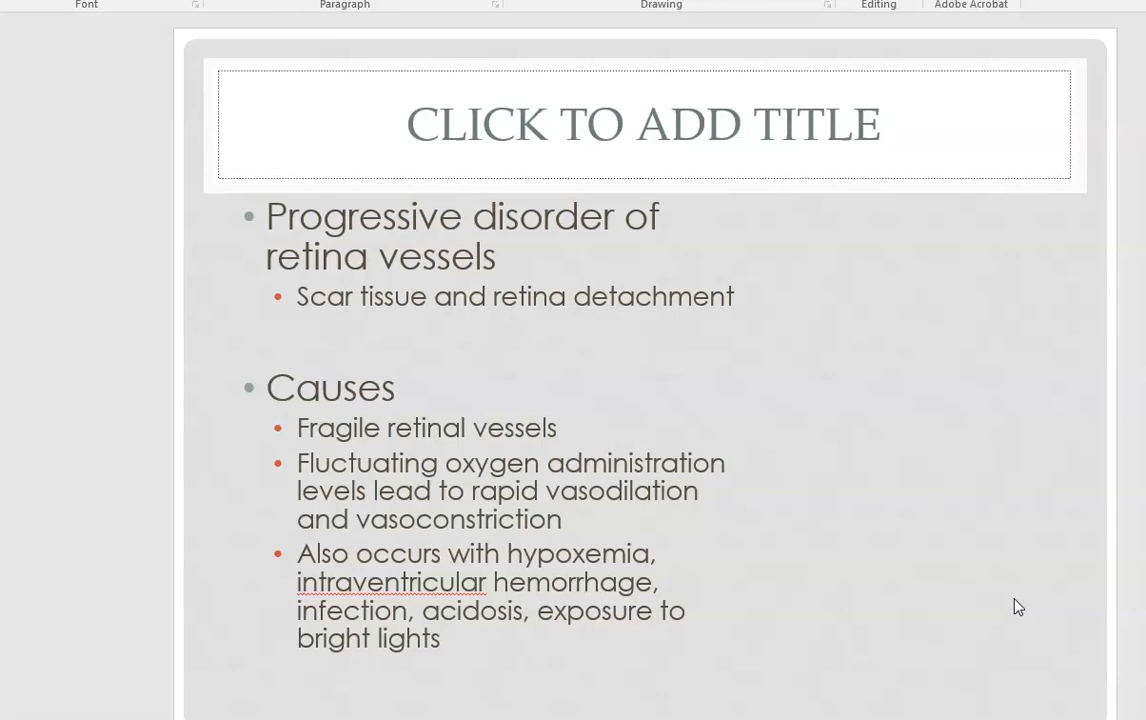 Font Paragraph Drawing Editing Adobe Acrobat
CLICK TO ADD TITLE
• Progressive disorder of
retina vessels
• Scar tissue and retina detachment
• Causes
• Fragile retinal vessels
• Fluctuating oxygen administration
levels lead to rapid vasodilation
and vasoconstriction
• Also occurs with hypoxemia,
intraventricular hemorrhage,
infection, acidosis, exposure to
bright lights